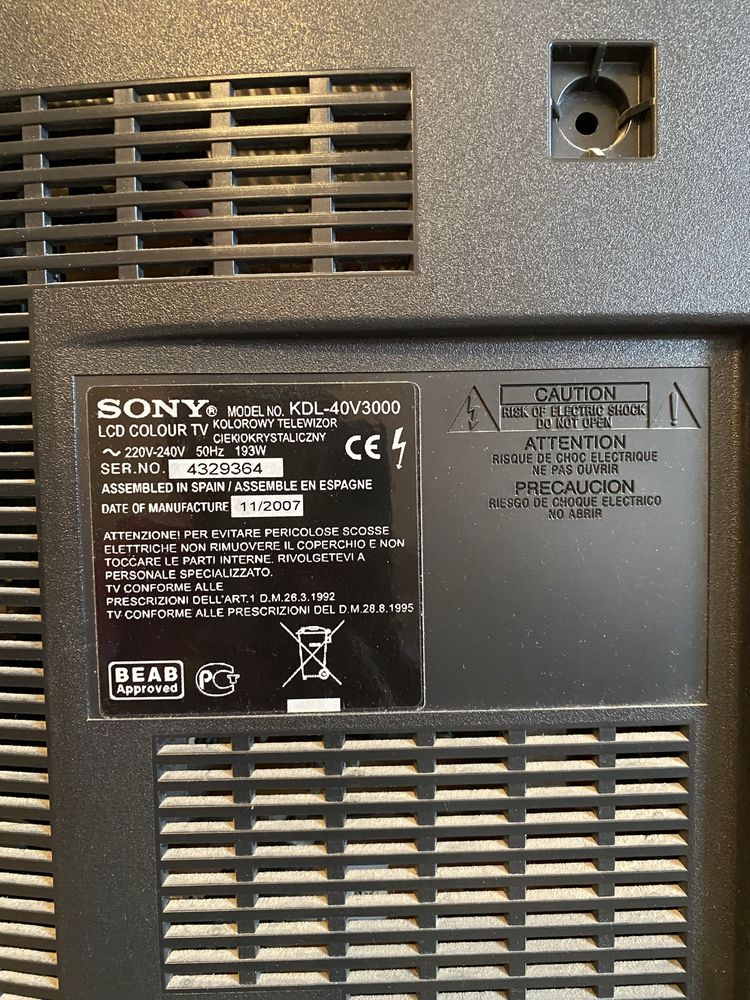 SONY® MODEL NO. KDL-40V3000
LCD COLOUR TV KOLOROWY TELEWIZOR
CIEKŁOKRYSTALICZNY
~ 220V-240V 50Hz 193W
SER.NO. 4329364
CE
ASSEMBLED IN SPAIN / ASSEMBLE EN ESPAGNE
DATE OF MANUFACTURE 11/2007
ATTENZIONE! PER EVITARE PERICOLOSE SCOSSE
ELETTRICHE NON RIMUOVERE IL COPERCHIO E NON
TOCCARE LE PARTI INTERNE. RIVOLGETEVI A
PERSONALE SPECIALIZZATO.
TV CONFORME ALLE
PRESCRIZIONI DELL'ART.1 D.M.26.3.1992
TV CONFORME ALLE PRESCRIZIONI DEL D.M.28.8.1995
BEAB
Approved
CAUTION
RISK OF ELECTRIC SHOCK
DO NOT OPEN
ATTENTION
RISQUE DE CHOC ELECTRIQUE
NE PAS OUVRIR
PRECAUCION
RIESGO DE CHOQUE ELECTRICO
NO ABRIR